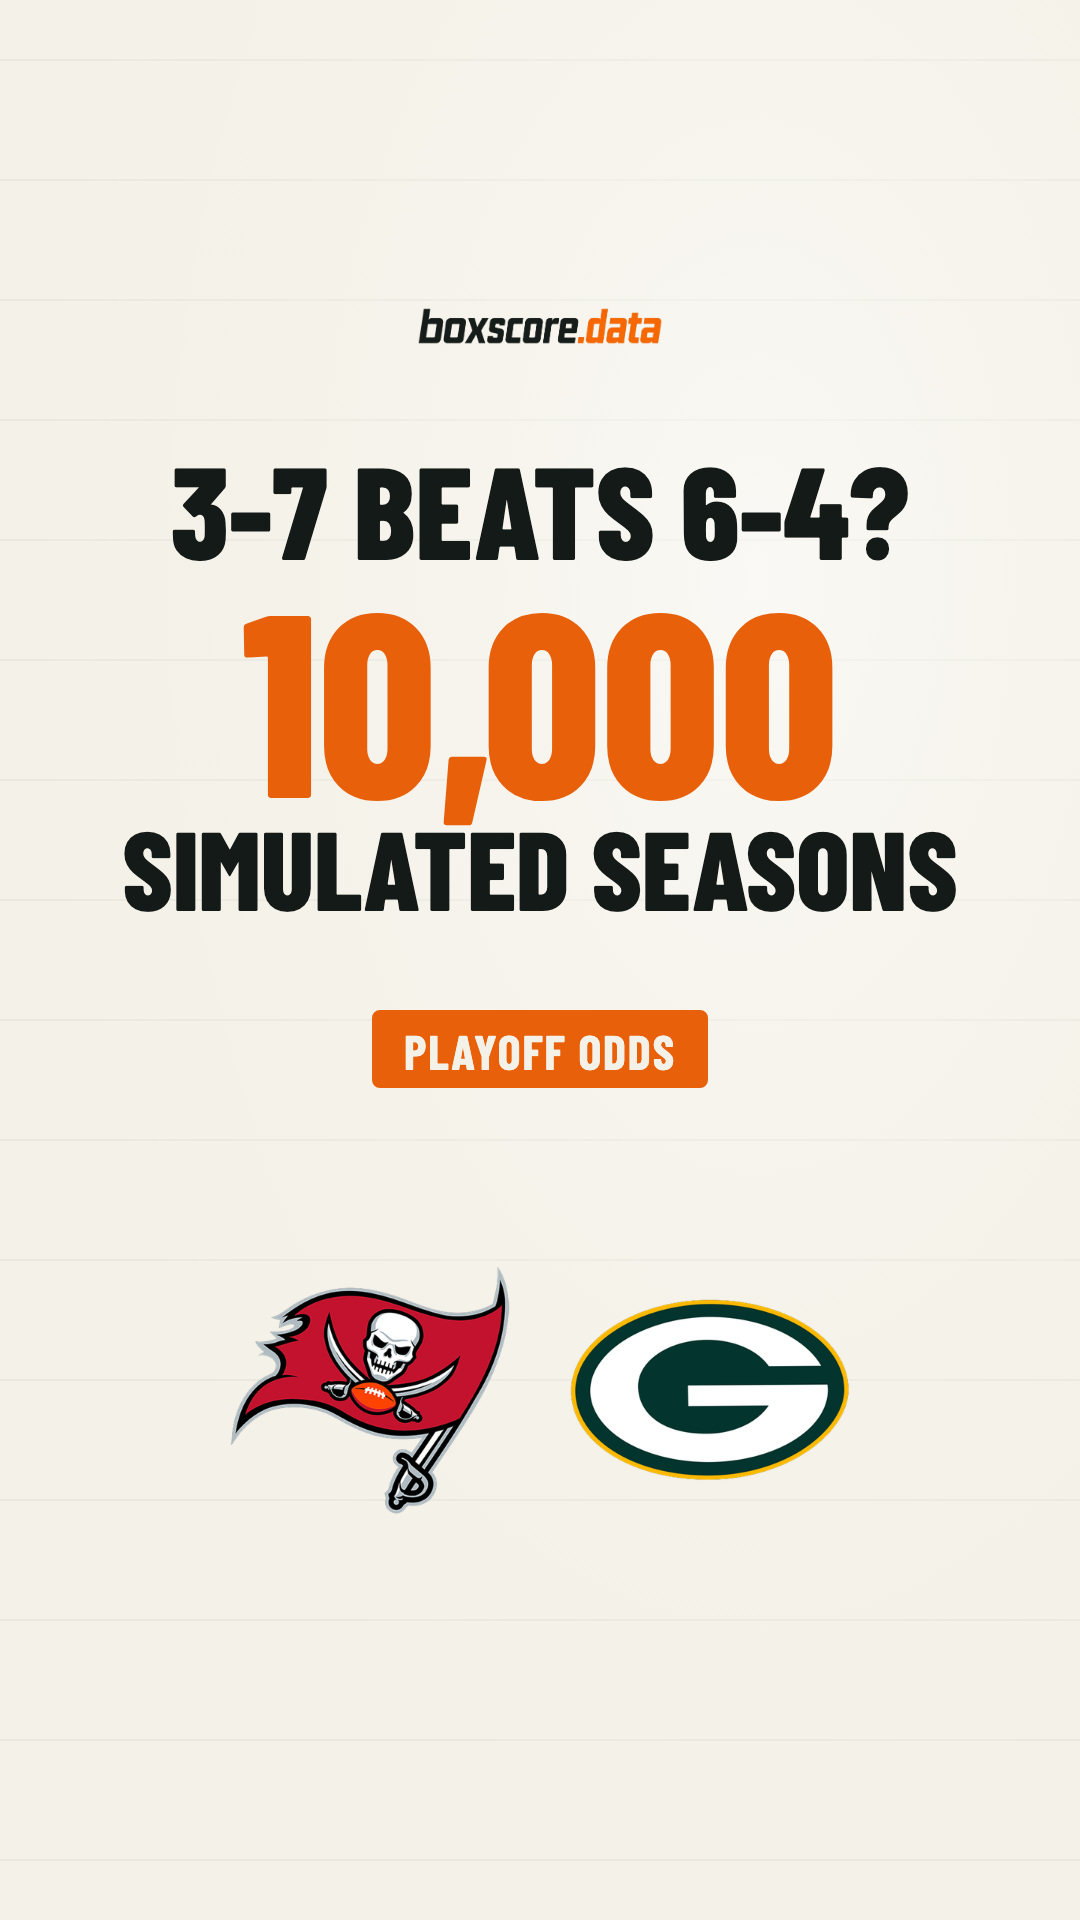 boxscore.data
3-7 BEATS 6-4?
10,000
SIMULATED SEASONS
PLAYOFF ODDS
G